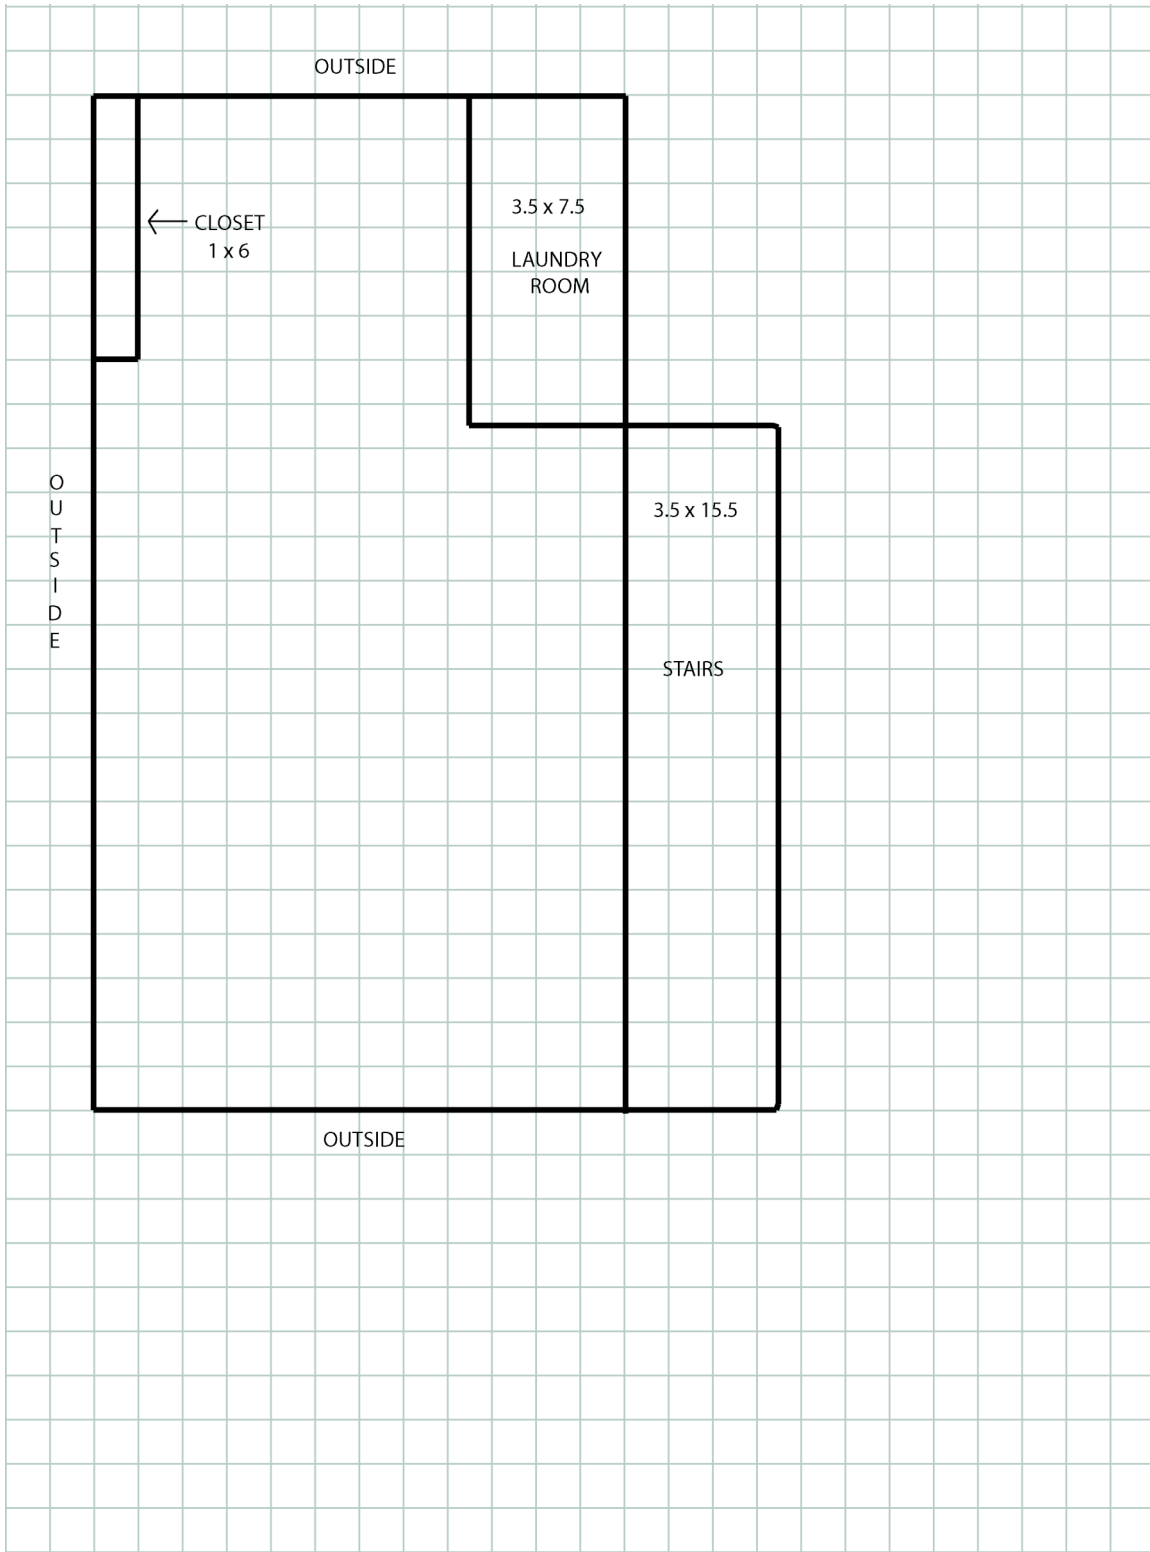 OUTSIDE
3.5 x 7.5
CLOSET
1 x 6
LAUNDRY
ROOM
O
U
T
S
I
D
E
3.5 x 15.5
STAIRS
OUTSIDE